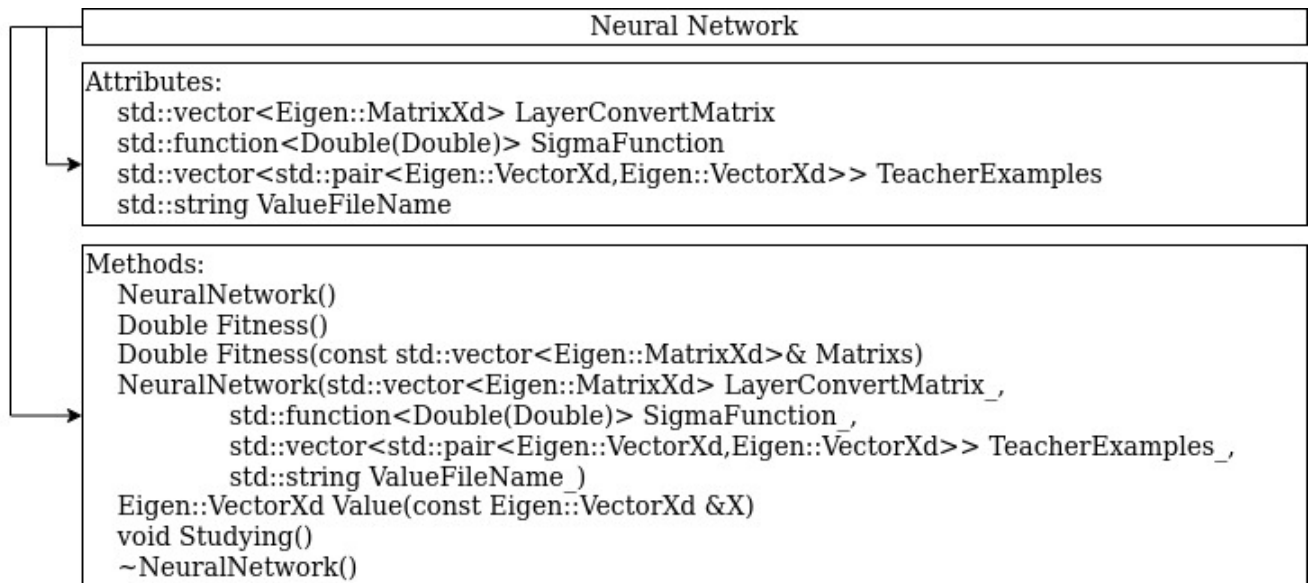 Neural Network
Attributes:
std::vector<Eigen::MatrixXd> LayerConvertMatrix
std::function<Double(Double)> SigmaFunction
std::vector<std::pair<Eigen::VectorXd,Eigen::VectorXd>> TeacherExamples
std::string ValueFileName
Methods:
NeuralNetwork()
Double Fitness()
Double Fitness(const std::vector<Eigen::MatrixXd>& Matrixs)
NeuralNetwork(std::vector<Eigen::MatrixXd> LayerConvertMatrix_,
std::function<Double(Double)> SigmaFunction_,
std::vector<std::pair<Eigen::VectorXd,Eigen::VectorXd>> TeacherExamples_,
std::string ValueFileName_)
Eigen::VectorXd Value(const Eigen::VectorXd &X)
void Studying()
~NeuralNetwork()